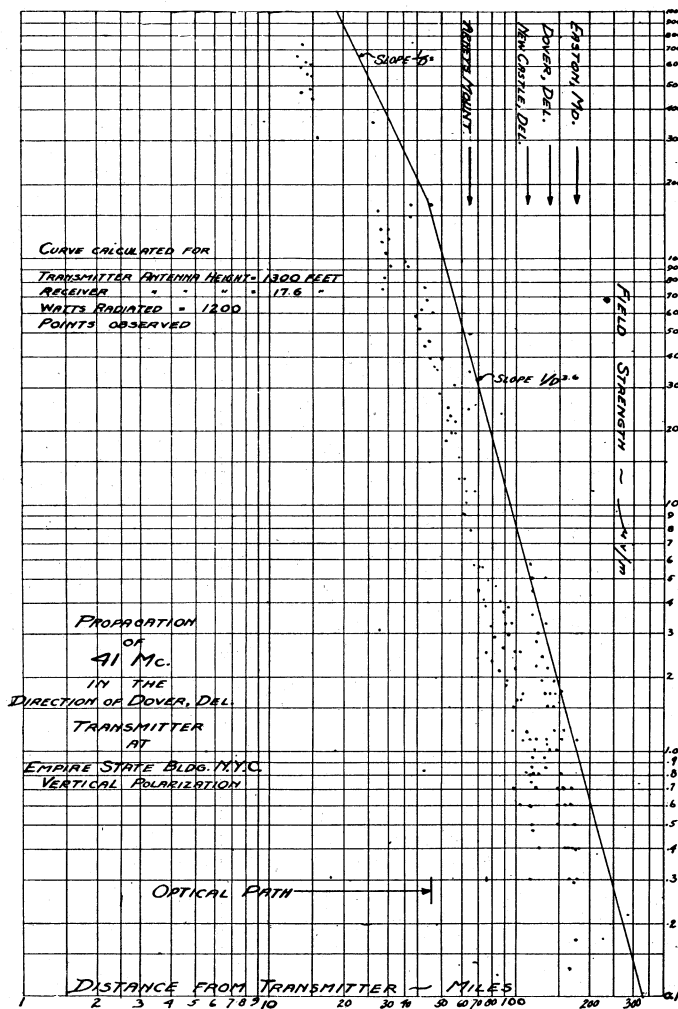 SLOPE 1/D²
ARNEYS MOUNT.
NEW CASTLE, DEL.
DOVER, DEL.
EASTON, MD.
CURVE CALCULATED FOR
TRANSMITTER ANTENNA HEIGHT = 1300 FEET
RECEIVER " " " = 17.6 "
WATTS RADIATED = 1200
POINTS OBSERVED
FIELD STRENGTH ~ μV/m
SLOPE 1/D³·⁶
PROPAGATION
OF
41 MC.
IN THE
DIRECTION OF DOVER, DEL.
TRANSMITTER
AT
EMPIRE STATE BLDG. N.Y.C.
VERTICAL POLARIZATION
OPTICAL PATH
DISTANCE FROM TRANSMITTER ~ MILES
1 2 3 4 5 6 7 8 9 10 20 30 40 50 60 70 80 100 200 300